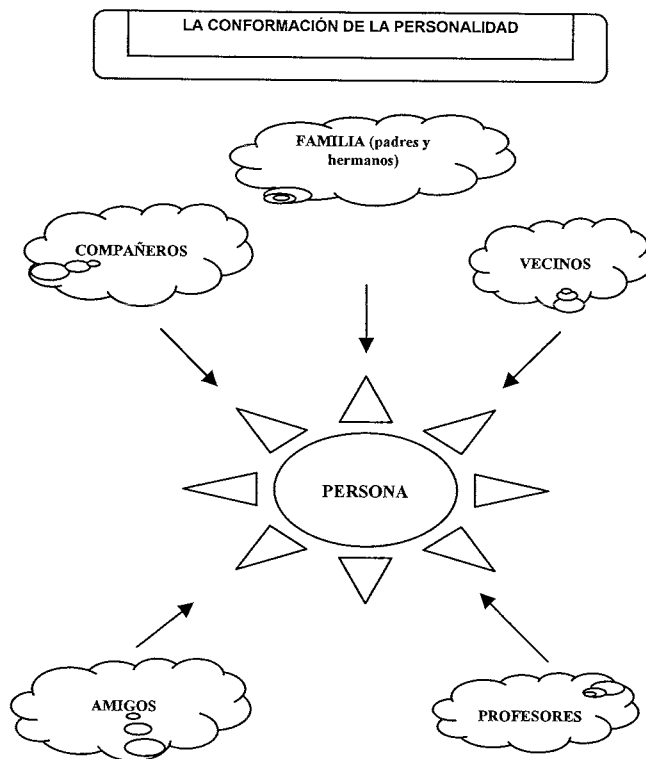 LA CONFORMACIÓN DE LA PERSONALIDAD
FAMILIA (padres y
hermanos)
COMPAÑEROS
VECINOS
PERSONA
AMIGOS
PROFESORES